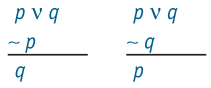 p ∨ q p ∨ q
~ p ~ q
q p